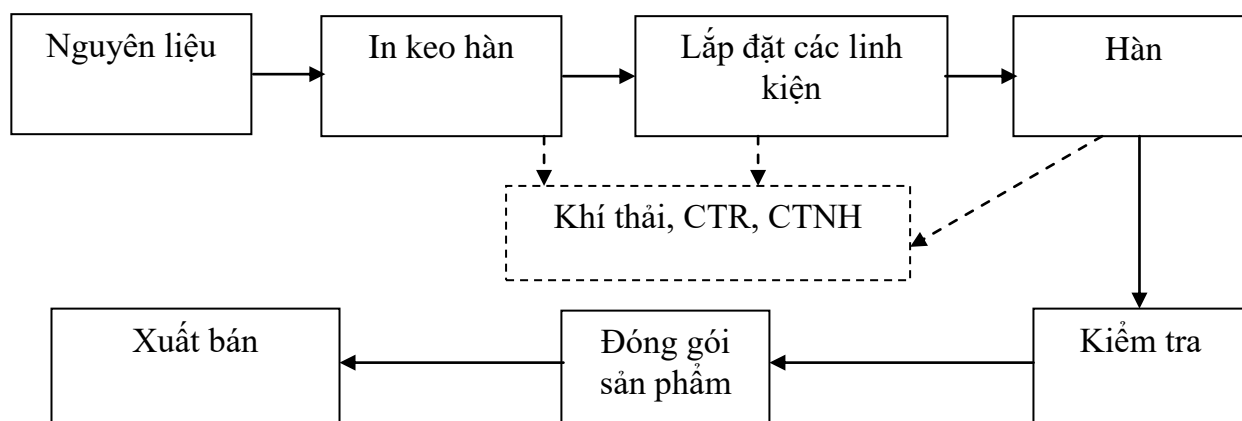 Nguyên liệu
In keo hàn
Lắp đặt các linh
kiện
Hàn
Khí thải, CTR, CTNH
Xuất bán
Đóng gói
sản phẩm
Kiểm tra